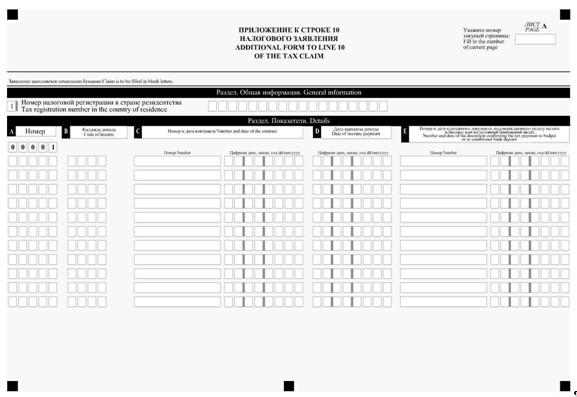 ПРИЛОЖЕНИЕ К СТРОКЕ 10
НАЛОГОВОГО ЗАЯВЛЕНИЯ
ADDITIONAL FORM TO LINE 10
OF THE TAX CLAIM
Укажите номер
текущей страницы:
Fill in the number
of current page
ЛИСТ
PAGE A
Заявление заполняется печатными буквами/Claim is to be filled in block letters.
Раздел. Общая информация. General information
1 Номер налоговой регистрации в стране резидентства
Tax registration number in the country of residence
Раздел. Показатели. Details
A Номер
B Код вида дохода
Code of income
C Номер и дата контракта/Number and date of the contract
D Дата выплаты дохода
Date of income payment
E
Number and date of the document confirming the tax payment to budget
or to conditional bank deposit
0 0 0 0 1
Номер/Number
Цифрами день, месяц, год/dd/mm/yyyy
Цифрами день, месяц, год/dd/mm/yyyy
Номер/Number
Цифрами день, месяц, год/dd/mm/yyyy